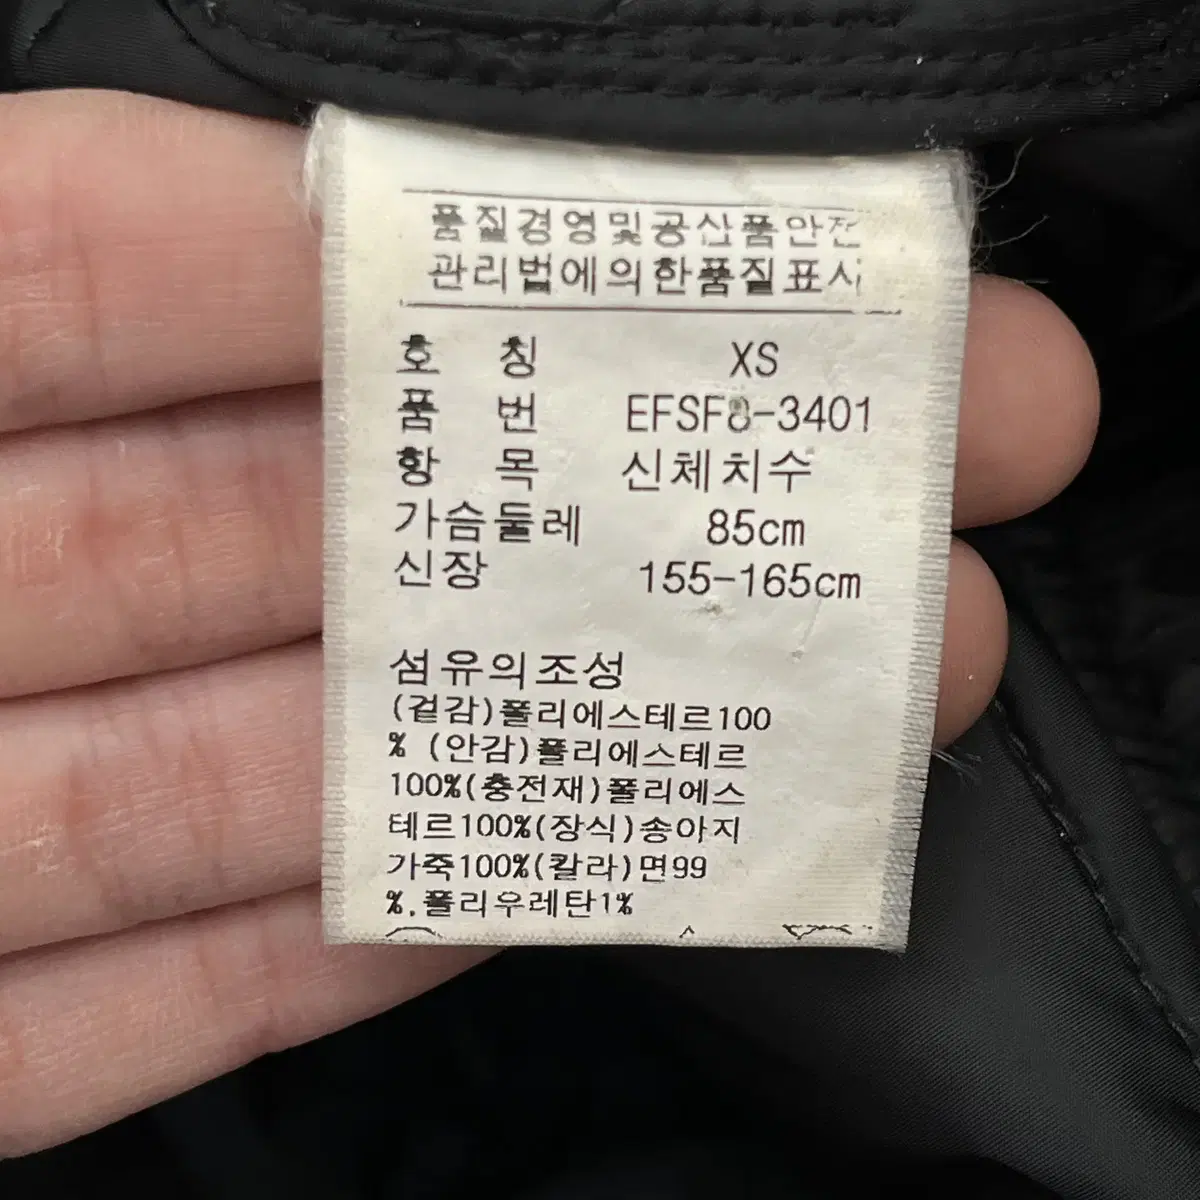 품질경영및공산품안전
관리법에의한품질표시
호 칭 XS
품 번 EFSF8-3401
항 목 신체치수
가슴둘레 85cm
신장 155-165cm
섬유의조성
(겉감)폴리에스테르100
% (안감)폴리에스테르
100%(충전재)폴리에스
테르100%(장식)송아지
가죽100%(칼라)면99
%,폴리우레탄1%